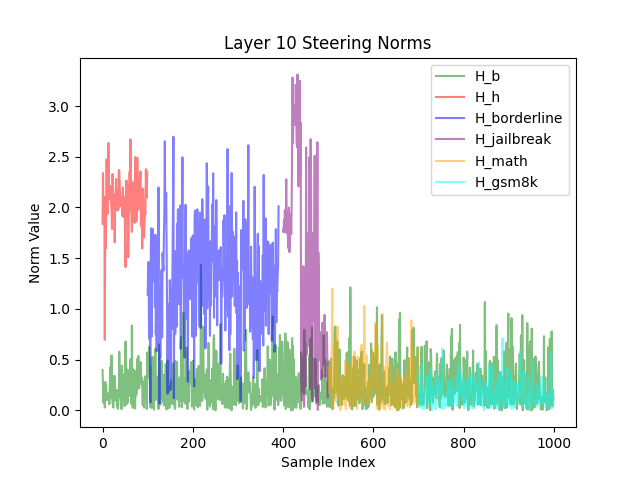 Layer 10 Steering Norms
H_b
H_h
H_borderline
H_jailbreak
H_math
H_gsm8k
Norm Value
3.0
2.5
2.0
1.5
1.0
0.5
0.0
0 200 400 600 800 1000
Sample Index